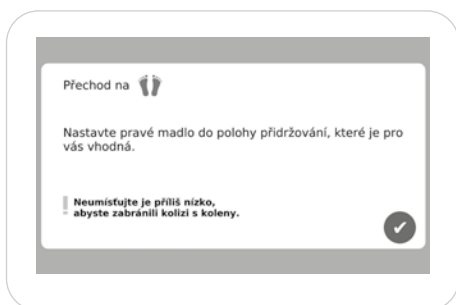 Přechod na
Nastavte pravé madlo do polohy přidržování, které je pro
vás vhodná.
Neumísťujte je příliš nízko,
abyste zabránili kolizi s koleny.